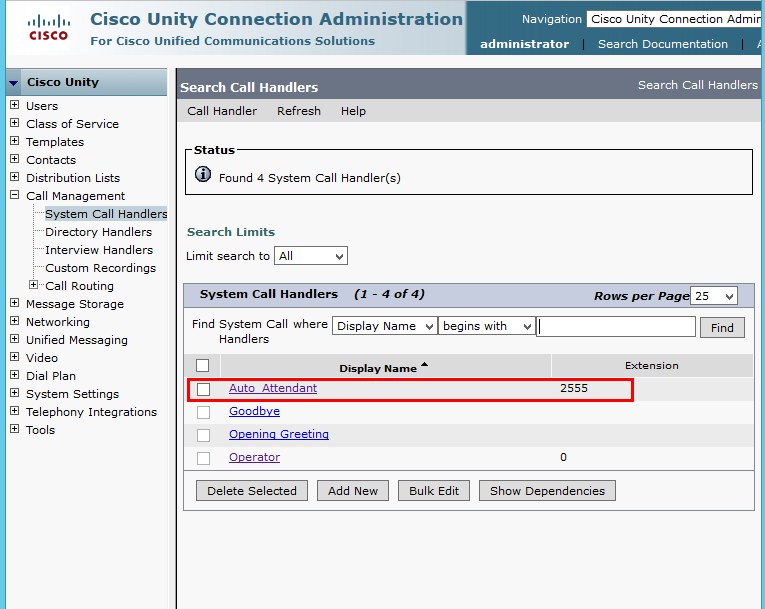 CISCO
Cisco Unity Connection Administration
For Cisco Unified Communications Solutions
Navigation Cisco Unity Connection Admin
administrator | Search Documentation |
Cisco Unity
Users
Class of Service
Templates
Contacts
Distribution Lists
Call Management
System Call Handlers
Directory Handlers
Interview Handlers
Custom Recordings
Call Routing
Message Storage
Networking
Unified Messaging
Video
Dial Plan
System Settings
Telephony Integrations
Tools
Search Call Handlers
Search Call Handlers
Call Handler Refresh Help
Status
Found 4 System Call Handler(s)
Search Limits
Limit search to All
System Call Handlers (1 - 4 of 4)
Rows per Page 25
Find System Call Handlers where Display Name begins with Find
Display Name Extension
Auto_Attendant 2555
Goodbye
Opening Greeting
Operator 0
Delete Selected Add New Bulk Edit Show Dependencies